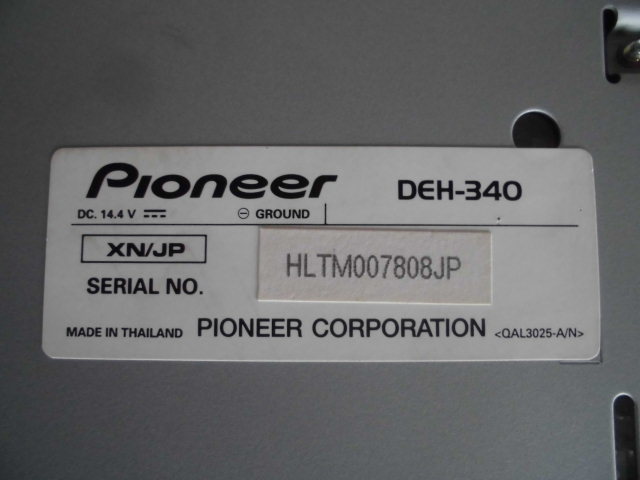 Pioneer DEH-340
DC. 14.4 V ⎓ ⊖ GROUND
XN/JP
SERIAL NO. HLTM007808JP
MADE IN THAILAND PIONEER CORPORATION <QAL3025-A/N>